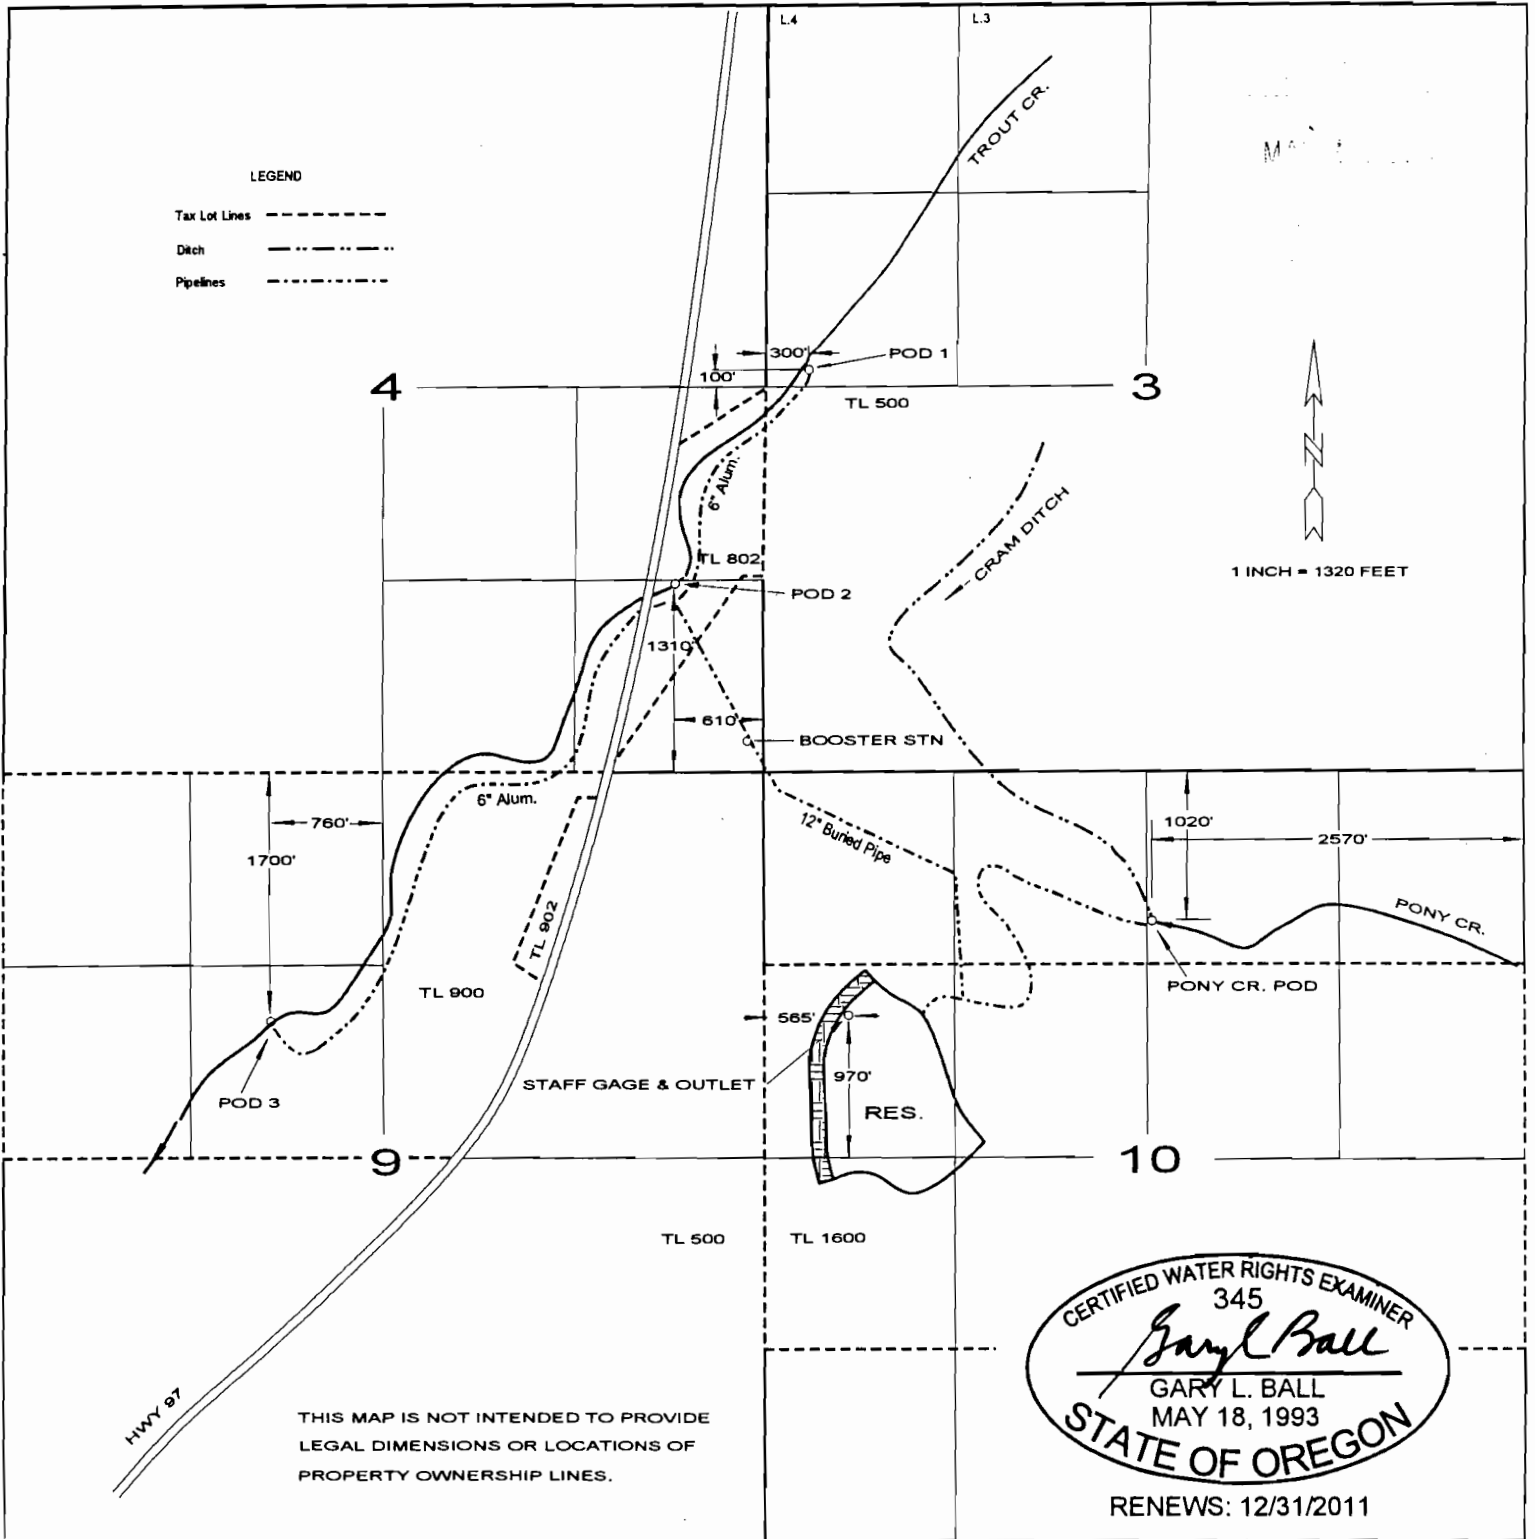 L.4
L.3
TROUT CR.
LEGEND
Tax Lot Lines
Ditch
Pipelines
300'
POD 1
100'
4
3
TL 500
6" Alum.
CRAM DITCH
N
TL 802
1 INCH = 1320 FEET
POD 2
1310'
610'
BOOSTER STN
6" Alum.
760'
1700'
12" Buried Pipe
1020'
2570'
TL 902
PONY CR.
TL 900
PONY CR. POD
565'
STAFF GAGE & OUTLET
970'
POD 3
RES.
9
10
TL 500
TL 1600
HWY 97
THIS MAP IS NOT INTENDED TO PROVIDE
LEGAL DIMENSIONS OR LOCATIONS OF
PROPERTY OWNERSHIP LINES.
CERTIFIED WATER RIGHTS EXAMINER
345
Gary L Ball
GARY L. BALL
MAY 18, 1993
STATE OF OREGON
RENEWS: 12/31/2011